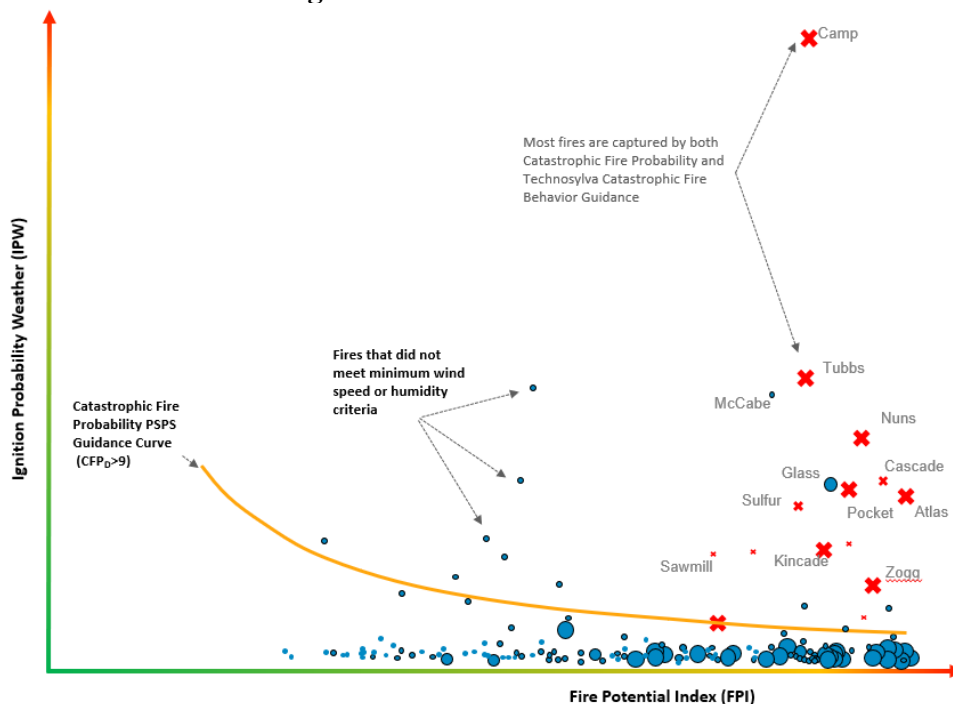 Camp
Most fires are captured by both
Catastrophic Fire Probability and
Technosylva Catastrophic Fire
Behavior Guidance
Ignition Probability Weather (IPW)
Fires that did not
meet minimum wind
speed or humidity
criteria
Tubbs
McCabe
Catastrophic Fire
Probability PSPS
Guidance Curve
(CFPD>9)
Nuns
Glass
Cascade
Sulfur
Pocket
Atlas
Sawmill
Kincade
Zogg
Fire Potential Index (FPI)